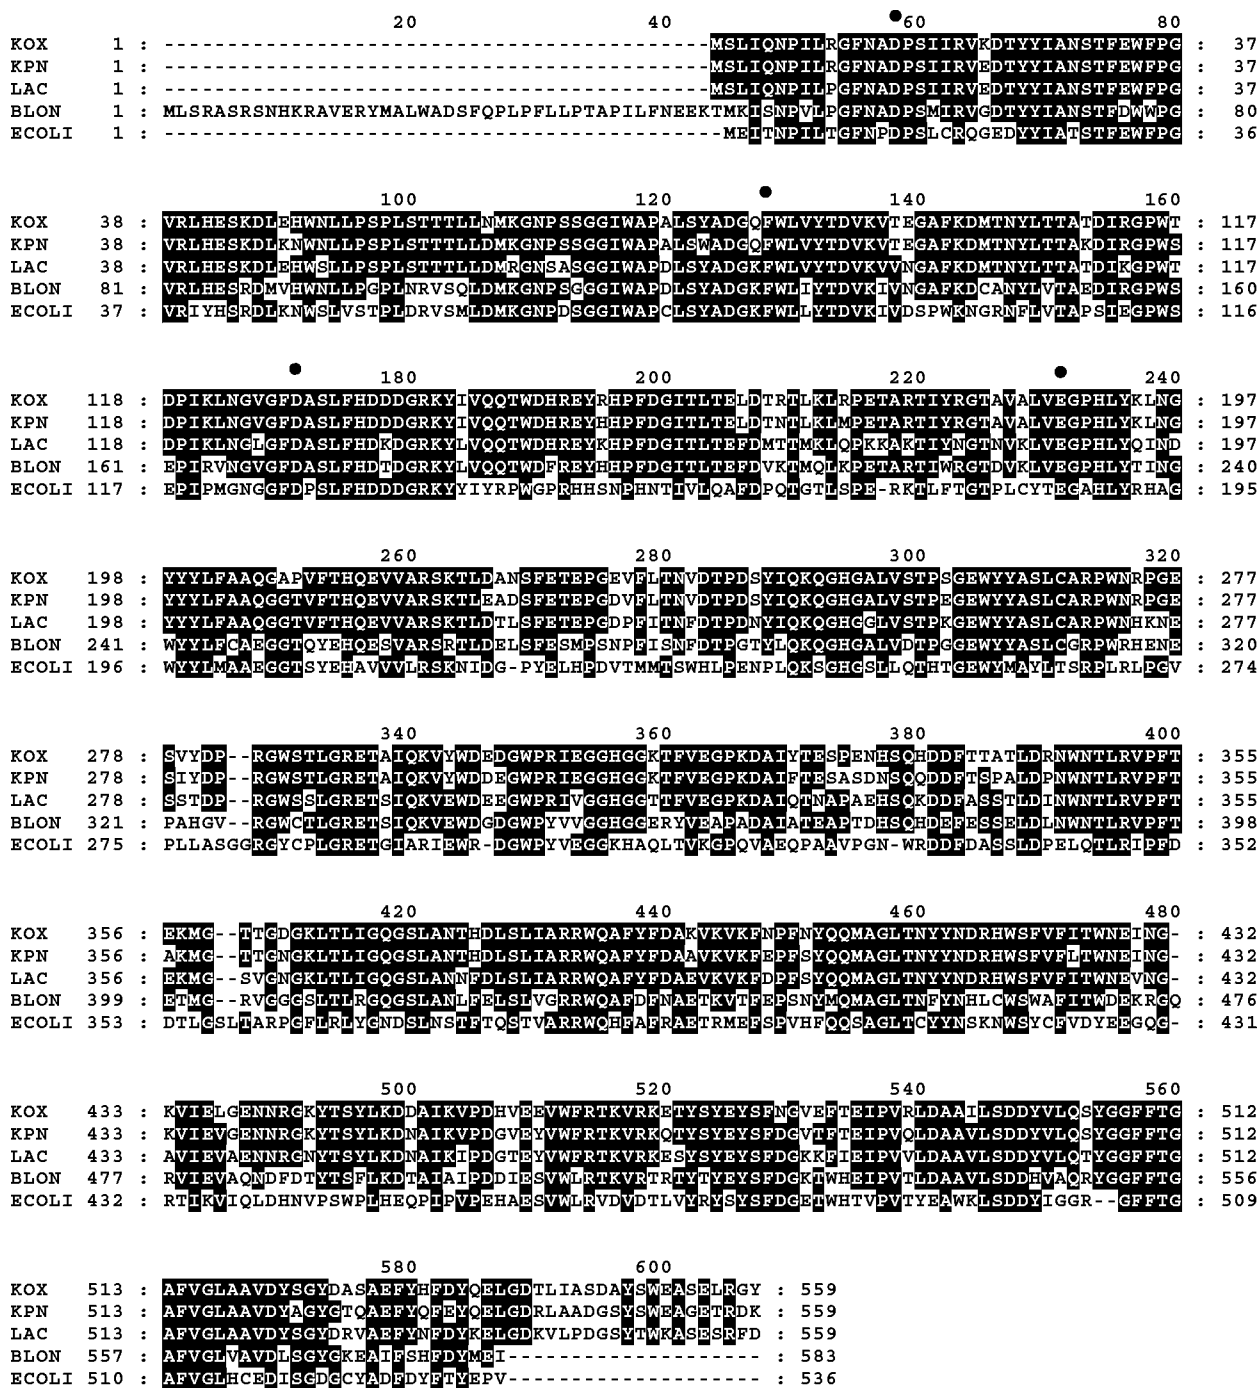 20 40 60 80
KOX 1 : -------------------------------------------MSLIQNPILRGFNADPSIIRVKDTYYIANSTFEWFPG : 37
KPN 1 : -------------------------------------------MSLIQNPILRGFNADPSIIRVEDTYYIANSTFEWFPG : 37
LAC 1 : -------------------------------------------MSLIQNPILPGFNADPSIIRVEDTYYIANSTFEWFPG : 37
BLON 1 : MLSRASRSNHKRAVERYMALWADSFQPLPFLLPTAPILFNEEKTMKISNPVLPGFNADPSMIRVGDTYYIANSTFDWWPG : 80
ECOLI 1 : --------------------------------------------MEITNPILTGFNPDPSLCRQGEDYYIATSTFEWFPG : 36
100 120 140 160
KOX 38 : VRLHESKDLEHWNLLPSPLSTTTLLNMKGNPSSGGIWAPALSYADGQFWLVYTDVKVTEGAFKDMTNYLTTATDIRGPWT : 117
KPN 38 : VRLHESKDLKNWNLLPSPLSTTTLLDMKGNPSSGGIWAPALSWADGQFWLVYTDVKVTEGAFKDMTNYLTTAKDIRGPWS : 117
LAC 38 : VRLHESKDLEHWSLLPSPLSTTTLLDMRGNSASGGIWAPDLSYADGKFWLVYTDVKVVNGAFKDMTNYLTTATDIKGPWT : 117
BLON 81 : VRLHESRDMVHWNLLPGPLNRVSQLDMKGNPSGGGIWAPDLSYADGKFWLIYTDVKIVNGAFKDCANYLVTAEDIRGPWS : 160
ECOLI 37 : VRIYHSRDLKNWSLVSTPLDRVSMLDMKGNPDSGGIWAPCLSYADGKFWLLYTDVKIVDSPWKNGRNFLVTAPSIEGPWS : 116
180 200 220 240
KOX 118 : DPIKLNGVGFDASLFHDDDGRKYIVQQTWDHREYRHPFDGITLTELDTRTLKLRPETARTIYRGTAVALVEGPHLYKLNG : 197
KPN 118 : DPIKLNGVGFDASLFHDDDGRKYIVQQTWDHREYHHPFDGITLTELDTNTLKLMPETARTIYRGTAVALVEGPHLYKLNG : 197
LAC 118 : DPIKLNGLGFDASLFHDKDGRKYLVQQTWDHREYKHPFDGITLTEFDMTTMKLQPKKAKTIYNGTNVKLVEGPHLYQIND : 197
BLON 161 : EPIRVNGVGFDASLFHDTDGRKYLVQQTWDFREYHHPFDGITLTEFDVKTMQLKPETARTIWRGTDVKLVEGPHLYTING : 240
ECOLI 117 : EPIPMGNGGFDPSLFHDDDGRKYYIYRPWGPRHHSNPHNTIVLQAFDPQTGTLSPE-RKTLFTGTPLCYTEGAHLYRHAG : 195
260 280 300 320
KOX 198 : YYYLFAAQGAPVFTHQEVVARSKTLDANSFETEPGEVFLTNVDTPDSYIQKQGHGALVSTPSGEWYYASLCARPWNRPGE : 277
KPN 198 : YYYLFAAQGGTVFTHQEVVARSKTLEADSFETEPGDVFLTNVDTPDSYIQKQGHGALVSTPEGEWYYASLCARPWNRPGE : 277
LAC 198 : YYYLFAAQGGTVFTHQEVVARSKTLDTLSFETEPGDPFITNFDTPDNYIQKQGHGGLVSTPKGEWYYASLCARPWNHKNE : 277
BLON 241 : WYYLFCAEGGTQYEHQESVARSRTLDELSFESMPSNPFISNFDTPGTYLQKQGHGALVDTPGGEWYYASLCGRPWRHENE : 320
ECOLI 196 : WYYLMAAEGGTSYEHAVVVLRSKNIDG-PYELHPDVTMMTSWHLPENPLQKSGHGSLLQTHTGEWYMAYLTSRPLRLPGV : 274
340 360 380 400
KOX 278 : SVYDP--RGWSTLGRETAIQKVYWDEDGWPRIEGGHGGKTFVEGPKDAIYTESPENHSQHDDFTTATLDRNWNTLRVPFT : 355
KPN 278 : SIYDP--RGWSTLGRETAIQKVYWDDEGWPRIEGGHGGKTFVEGPKDAIFTESASDNSQQDDFTSPALDPNWNTLRVPFT : 355
LAC 278 : SSTDP--RGWSSLGRETSIQKVEWDEEGWPRIVGGHGGTTFVEGPKDAIQTNAPAEHSQKDDFASSTLDINWNTLRVPFT : 355
BLON 321 : PAHGV--RGWCTLGRETSIQKVEWDGDGWPYVVGGHGGERYVEAPADAIATEAPTDHSQHDEFESSELDLNWNTLRVPFT : 398
ECOLI 275 : PLLASGGRGYCPLGRETGIARIEWR-DGWPYVEGGKHAQLTVKGPQVAEQPAAVPGN-WRDDFDASSLDPELQTLRIPFD : 352
420 440 460 480
KOX 356 : EKMG--TTGDGKLTLIGQGSLANTHDLSLIARRWQAFYFDAKVKVKFNPFNYQQMAGLTNYYNDRHWSFVFITWNEING- : 432
KPN 356 : AKMG--TTGNGKLTLIGQGSLANTHDLSLIARRWQAFYFDAAVKVKFEPFSYQQMAGLTNYYNDRHWSFVFLTWNEING- : 432
LAC 356 : EKMG--SVGNGKLTLIGQGSLANNFDLSLIARRWQAFYFDAEVKVKFDPFSYQQMAGLTNYYNDRHWSFVFITWNEVNG- : 432
BLON 399 : ETMG--RVGGGSLTLRGQGSLANLFELSLVGRRWQAFDFNAETKVTFEPSNYMQMAGLTNFYNHLCWSWAFITWDEKRGQ : 476
ECOLI 353 : DTLGSLTARPGFLRLYGNDSLNSTFTQSTVARRWQHFAFRAETRMEFSPVHFQQSAGLTCYYNSKNWSYCFVDYEEGQG- : 431
500 520 540 560
KOX 433 : KVIELGENNRGKYTSYLKDDAIKVPDHVEEVWFRTKVRKETYSYEYSFNGVEFTEIPVRLDAAILSDDYVLQSYGGFFTG : 512
KPN 433 : KVIEVGENNRGKYTSYLKDNAIKVPDGVEYVWFRTKVRKQTYSYEYSFDGVTFTEIPVQLDAAVLSDDYVLQSYGGFFTG : 512
LAC 433 : AVIEVAENNRGNYTSYLKDNAIKIPDGTEYVWFRTKVRKESYSYEYSFDGKKFIEIPVVLDAAVLSDDYVLQTYGGFFTG : 512
BLON 477 : RVIEVAQNDFDTYTSFLKDTAIAIPDDIESVWLRTKVRTRTYTYEYSFDGKTWHEIPVTLDAAVLSDDHVAQRYGGFFTG : 556
ECOLI 432 : RTIKVIQLDHNVPSWPLHEQPIPVPEHAESVWLRVDVDTLVYRYSYSFDGETWHTVPVTYEAWKLSDDYIGGR--GFFTG : 509
580 600
KOX 513 : AFVGLAAVDYSGYDASAEFYHFDYQELGDTLIASDAYSWEASELRGY : 559
KPN 513 : AFVGLAAVDYAGYGTQAEFYQFEYQELGDRLAADGSYSWEAGETRDK : 559
LAC 513 : AFVGLAAVDYSGYDRVAEFYNFDYKELGDKVLPDGSYTWKASESRFD : 559
BLON 557 : AFVGLVAVDLSGYGKEAIFSHFDYMEI-------------------- : 583
ECOLI 510 : AFVGLHCEDISGDGCYADFDYFTYEPV-------------------- : 536